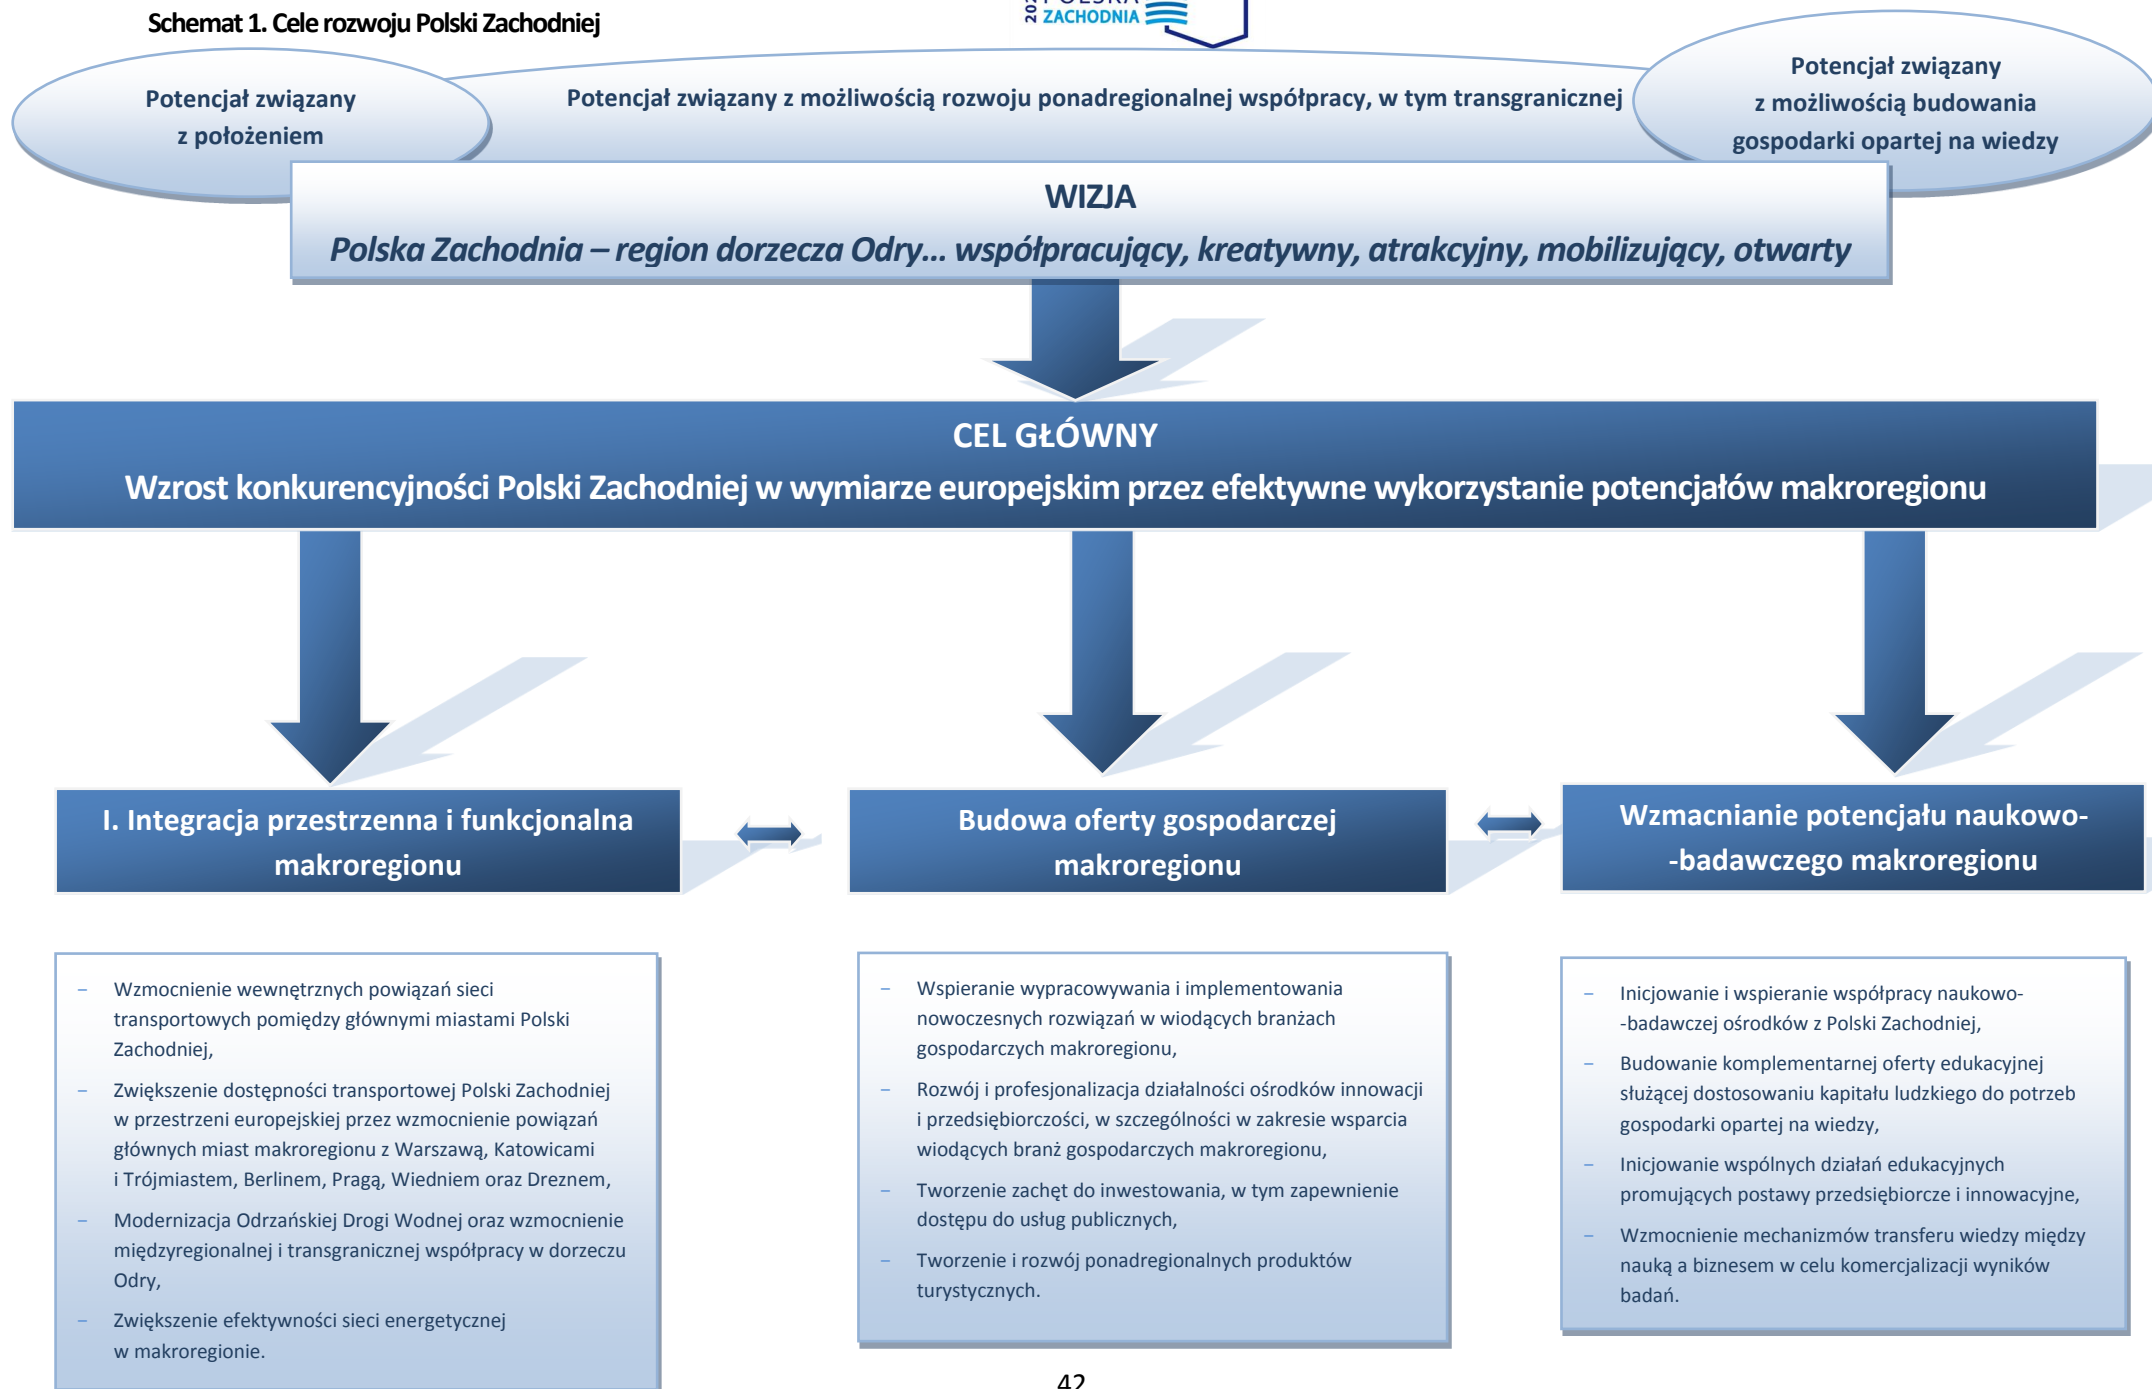 Schemat 1. Cele rozwoju Polski Zachodniej
ZACHODNIA
Potencjał związany
z położeniem
Potencjał związany z możliwością rozwoju ponadregionalnej współpracy, w tym transgranicznej
Potencjał związany
z możliwością budowania
gospodarki opartej na wiedzy
WIZJA
Polska Zachodnia – region dorzecza Odry... współpracujący, kreatywny, atrakcyjny, mobilizujący, otwarty
CEL GŁÓWNY
Wzrost konkurencyjności Polski Zachodniej w wymiarze europejskim przez efektywne wykorzystanie potencjałów makroregionu
I. Integracja przestrzenna i funkcjonalna
makroregionu
Budowa oferty gospodarczej
makroregionu
Wzmacnianie potencjału naukowo-
-badawczego makroregionu
− Wzmocnienie wewnętrznych powiązań sieci
transportowych pomiędzy głównymi miastami Polski
Zachodniej,
− Zwiększenie dostępności transportowej Polski Zachodniej
w przestrzeni europejskiej przez wzmocnienie powiązań
głównych miast makroregionu z Warszawą, Katowicami
i Trójmiastem, Berlinem, Pragą, Wiedniem oraz Dreznem,
− Modernizacja Odrzańskiej Drogi Wodnej oraz wzmocnienie
międzyregionalnej i transgranicznej współpracy w dorzeczu
Odry,
− Zwiększenie efektywności sieci energetycznej
w makroregionie.
− Wspieranie wypracowywania i implementowania
nowoczesnych rozwiązań w wiodących branżach
gospodarczych makroregionu,
− Rozwój i profesjonalizacja działalności ośrodków innowacji
i przedsiębiorczości, w szczególności w zakresie wsparcia
wiodących branż gospodarczych makroregionu,
− Tworzenie zachęt do inwestowania, w tym zapewnienie
dostępu do usług publicznych,
− Tworzenie i rozwój ponadregionalnych produktów
turystycznych.
− Inicjowanie i wspieranie współpracy naukowo-
-badawczej ośrodków z Polski Zachodniej,
− Budowanie komplementarnej oferty edukacyjnej
służącej dostosowaniu kapitału ludzkiego do potrzeb
gospodarki opartej na wiedzy,
− Inicjowanie wspólnych działań edukacyjnych
promujących postawy przedsiębiorcze i innowacyjne,
− Wzmocnienie mechanizmów transferu wiedzy między
nauką a biznesem w celu komercjalizacji wyników
badań.
42